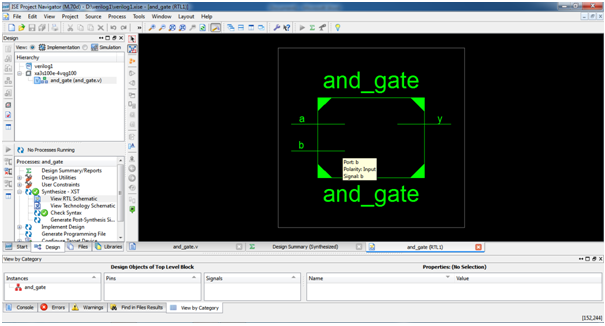 ISE Project Navigator (M.70d) - D:\verilog1\verilog1.xise - [and_gate (RTL1)]
File Edit View Project Source Process Tools Window Layout Help
Design
View: Implementation Simulation
Hierarchy
verilog1
xa3s100e-4vqg100
and_gate (and_gate.v)
No Processes Running
Processes: and_gate
Design Summary/Reports
Design Utilities
User Constraints
Synthesize - XST
View RTL Schematic
View Technology Schematic
Check Syntax
Generate Post-Synthesis Si...
Implement Design
Generate Programming File
Configure Target Device
Start Design Files Libraries
and_gate
a
y
b
Port: b
Polarity: Input
Signal: b
and_gate
and_gate.v Design Summary (Synthesized) and_gate (RTL1)
View by Category
Design Objects of Top Level Block Properties: (No Selection)
Instances Pins Signals Name Value
and_gate
Console Errors Warnings Find in Files Results View by Category
[152,244]